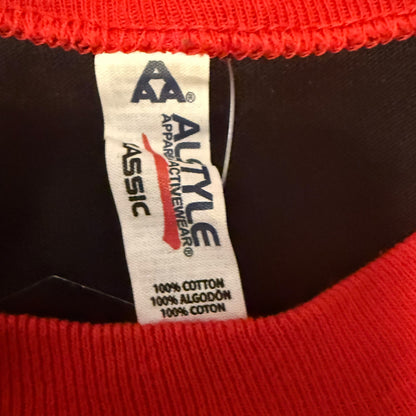 AAA®
ALSTYLE
APPAREL/ACTIVEWEAR®
ASSIC
100% COTTON
100% ALGODÓN
100% COTON